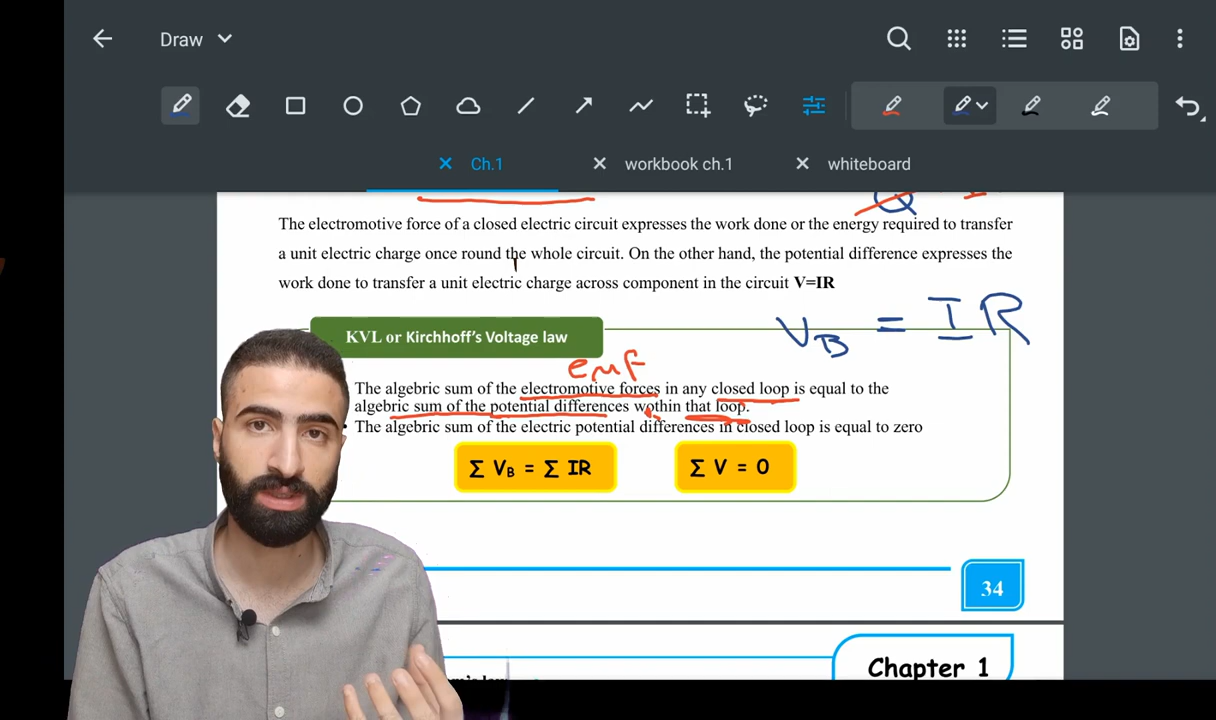 Draw
Ch.1
workbook ch.1
whiteboard
Q I
The electromotive force of a closed electric circuit expresses the work done or the energy required to transfer
a unit electric charge once round the whole circuit. On the other hand, the potential difference expresses the
work done to transfer a unit electric charge across component in the circuit V=IR
V_B = I R
KVL or Kirchhoff's Voltage law
emf
The algebric sum of the electromotive forces in any closed loop is equal to the
algebric sum of the potential differences wothin that loop.
• The algebric sum of the electric potential differences in closed loop is equal to zero
Σ VB = Σ IR
Σ V = 0
34
Chapter 1